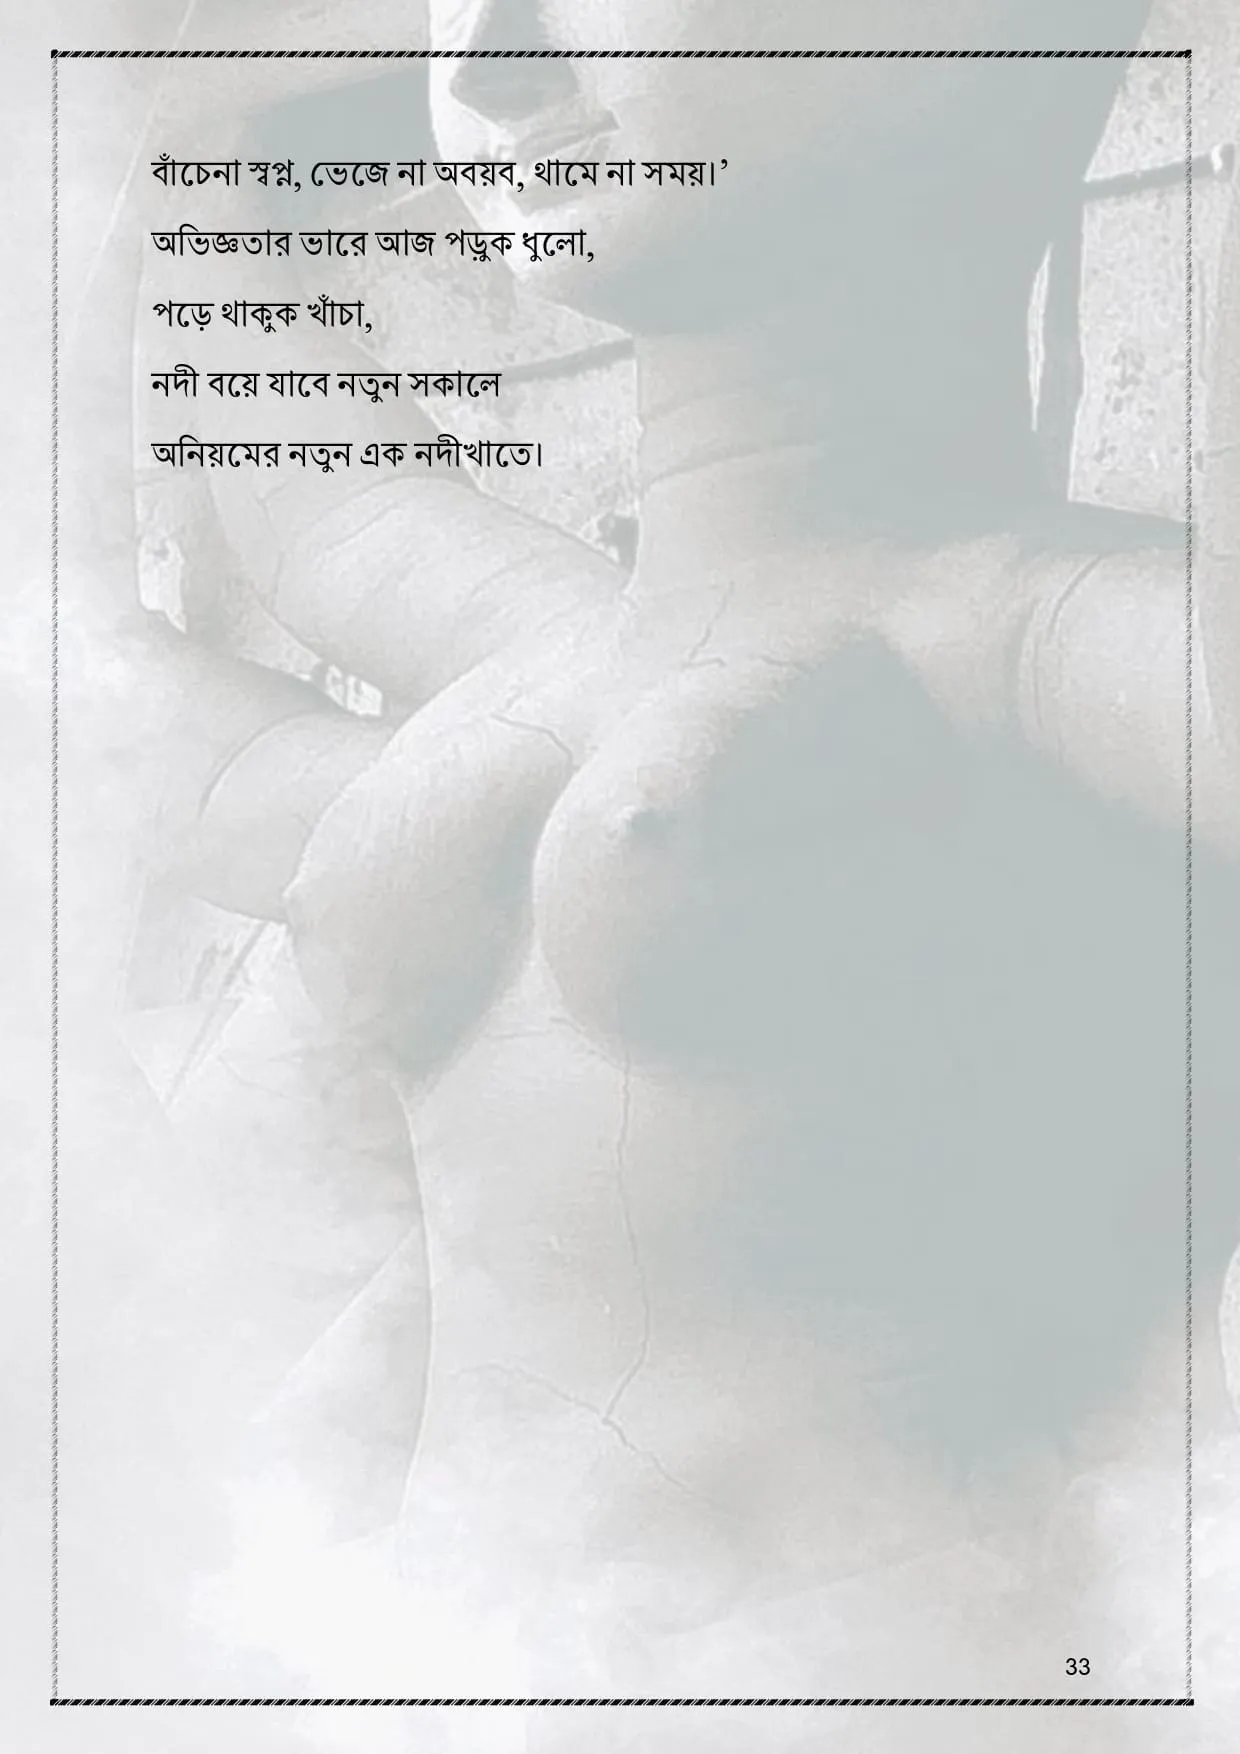 বাঁচেনা স্বপ্ন, ভেজে না অবয়ব, থামে না সময়।’
অভিজ্ঞতার ভারে আজ পড়ুক ধুলো,
পড়ে থাকুক খাঁচা,
নদী বয়ে যাবে নতুন সকালে
অনিয়মের নতুন এক নদীখাতে।
33